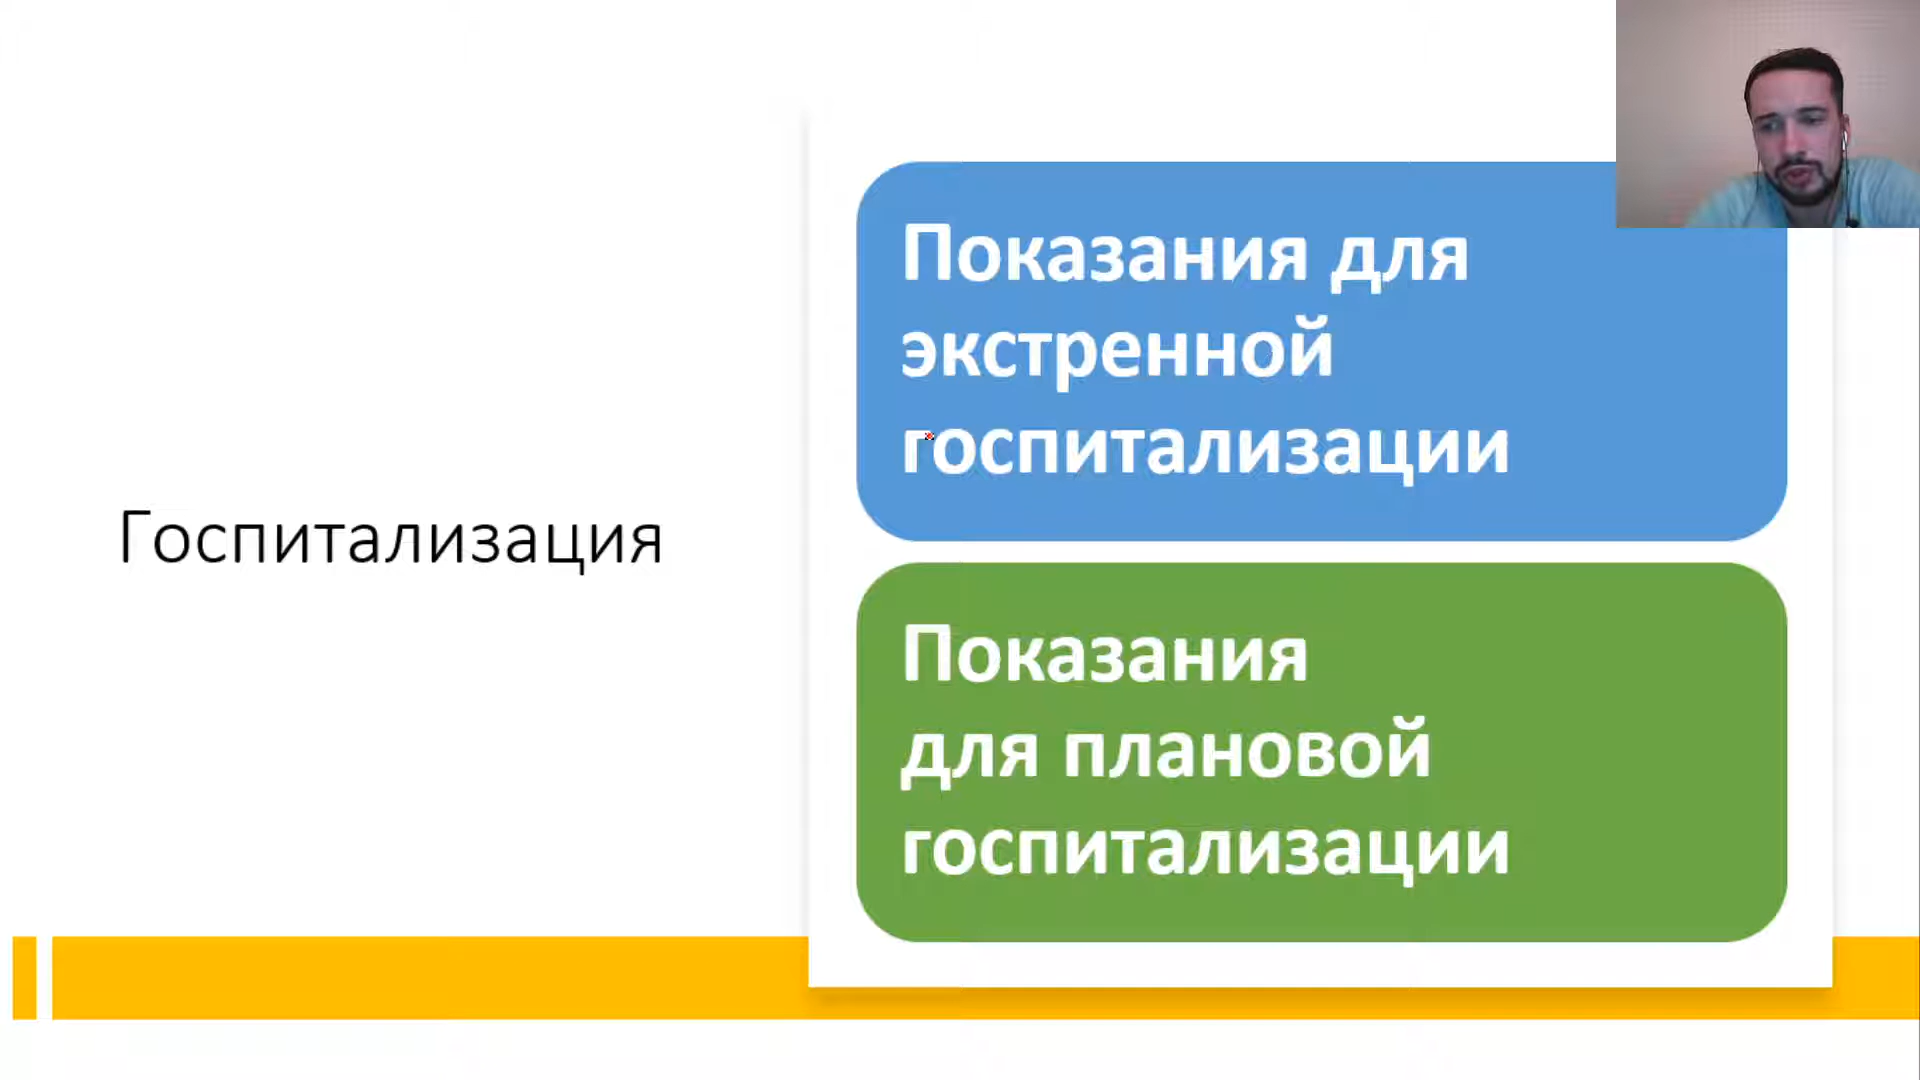 Госпитализация
Показания для
экстренной
госпитализации
Показания
для плановой
госпитализации